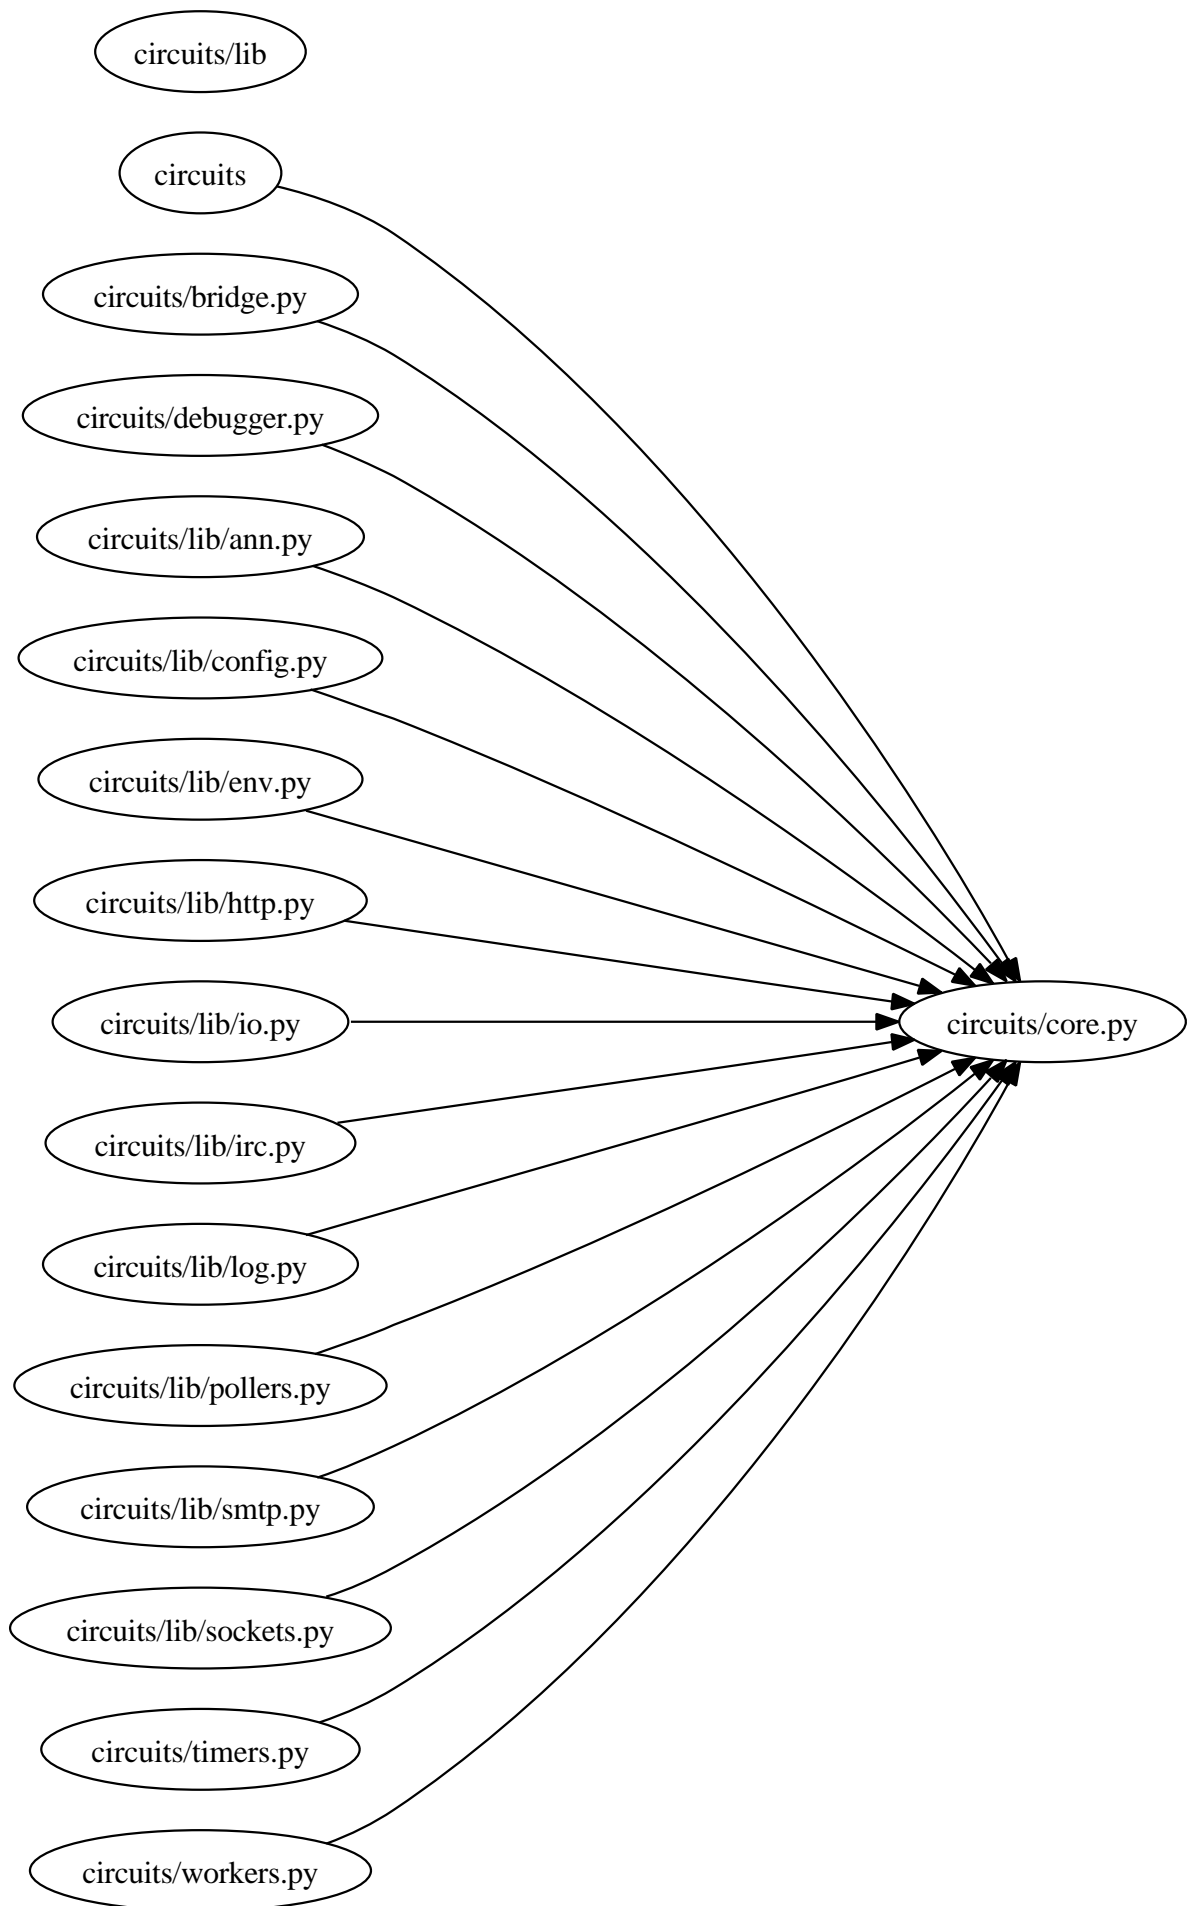 circuits/lib
circuits
circuits/bridge.py
circuits/debugger.py
circuits/lib/ann.py
circuits/lib/config.py
circuits/lib/env.py
circuits/lib/http.py
circuits/lib/io.py
circuits/core.py
circuits/lib/irc.py
circuits/lib/log.py
circuits/lib/pollers.py
circuits/lib/smtp.py
circuits/lib/sockets.py
circuits/timers.py
circuits/workers.py